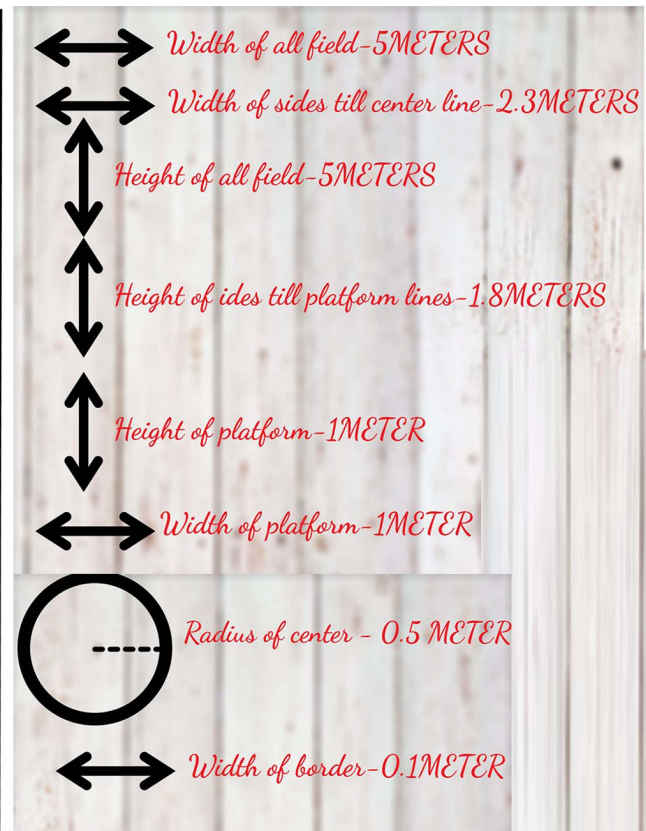 Width of all field-5METERS
Width of sides till center line-2.3METERS
Height of all field-5METERS
Height of ides till platform lines-1.8METERS
Height of platform-1METER
Width of platform-1METER
Radius of center - 0.5 METER
Width of border-0.1METER